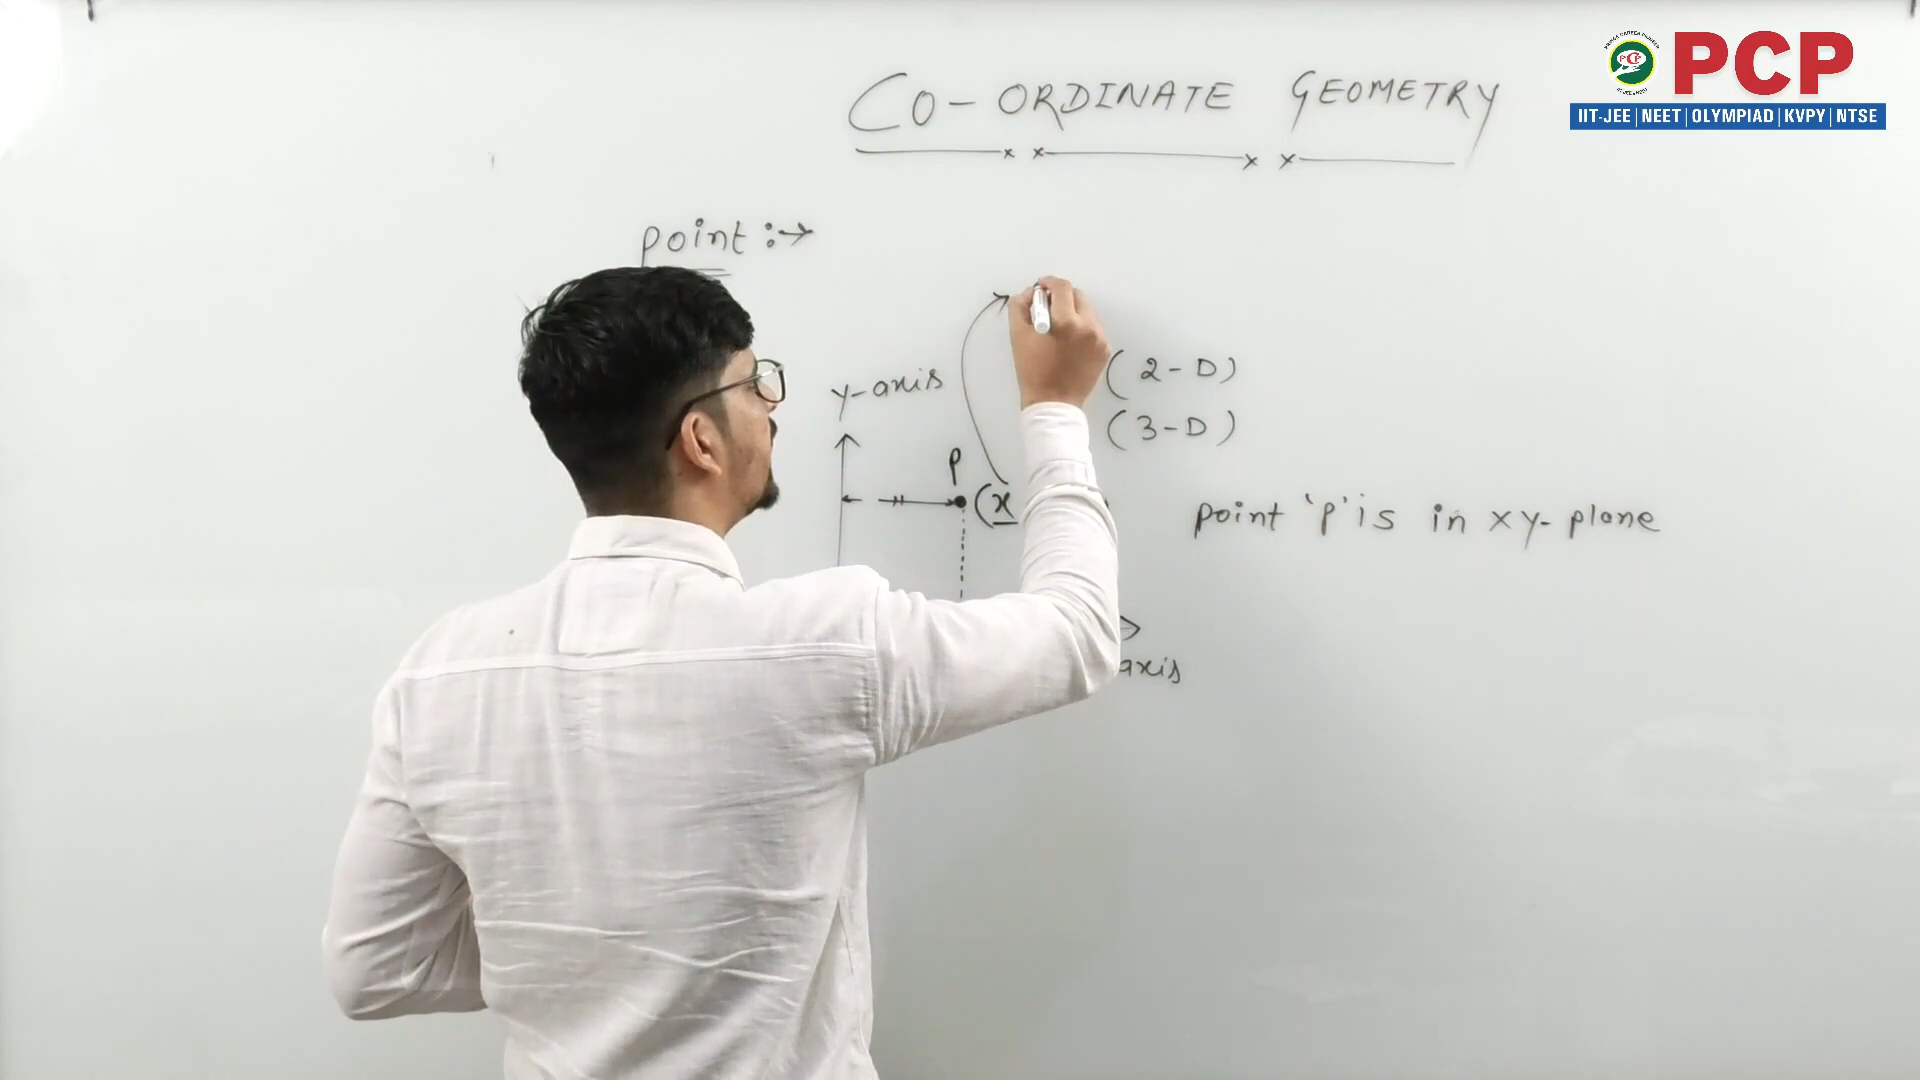 PCP
IIT-JEE | NEET | OLYMPIAD | KVPY | NTSE
CO-ORDINATE GEOMETRY
point :→
(2-D)
y-axis
(3-D)
P
(x
point 'p' is in xy-plane
axis